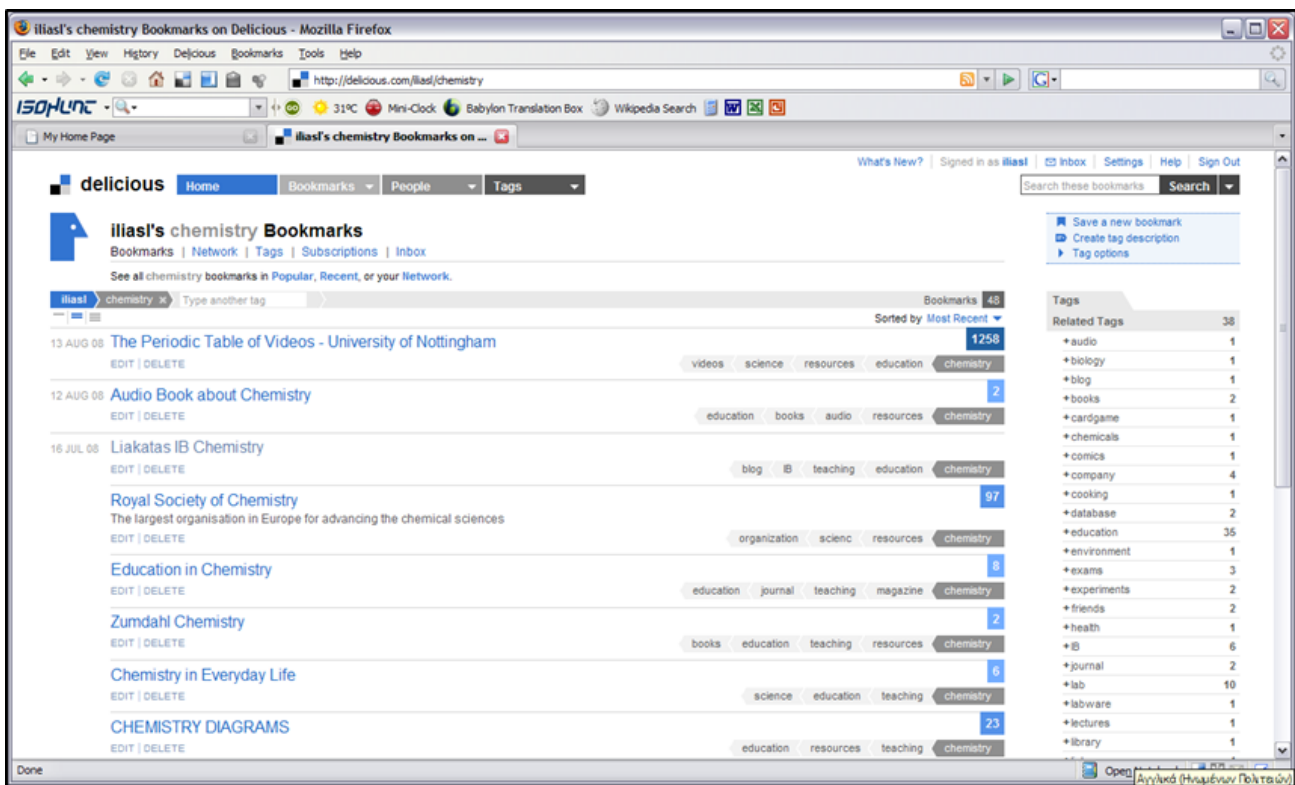 iliasl's chemistry Bookmarks on Delicious - Mozilla Firefox
File Edit View History Delicious Bookmarks Tools Help
http://delicious.com/iliasl/chemistry
ISOHUNT GO 31°C Mini-Clock Babylon Translation Box Wikipedia Search
My Home Page iliasl's chemistry Bookmarks on ...
What's New? Signed in as iliasl Inbox Settings Help Sign Out
delicious Home Bookmarks People Tags Search these bookmarks Search
iliasl's chemistry Bookmarks
Bookmarks | Network | Tags | Subscriptions | Inbox
See all chemistry bookmarks in Popular, Recent, or your Network.
Save a new bookmark
Create tag description
Tag options
iliasl chemistry x Type another tag Bookmarks 48
Sorted by Most Recent
13 AUG 08 The Periodic Table of Videos - University of Nottingham 1258
EDIT | DELETE videos science resources education chemistry
12 AUG 08 Audio Book about Chemistry 2
EDIT | DELETE education books audio resources chemistry
16 JUL 08 Liakatas IB Chemistry
EDIT | DELETE blog IB teaching education chemistry
Royal Society of Chemistry 97
The largest organisation in Europe for advancing the chemical sciences
EDIT | DELETE organization scienc resources chemistry
Education in Chemistry 8
EDIT | DELETE education journal teaching magazine chemistry
Zumdahl Chemistry 2
EDIT | DELETE books education teaching resources chemistry
Chemistry in Everyday Life 6
EDIT | DELETE science education teaching chemistry
CHEMISTRY DIAGRAMS 23
EDIT | DELETE education resources teaching chemistry
Tags
Related Tags 38
+audio 1
+biology 1
+blog 1
+books 2
+cardgame 1
+chemicals 1
+comics 1
+company 4
+cooking 1
+database 2
+education 35
+environment 1
+exams 3
+experiments 2
+friends 2
+health 1
+IB 6
+journal 2
+lab 10
+labware 1
+lectures 1
+library 1
Done Open
Αγγλικά (Ηνωμένων Πολιτειών)